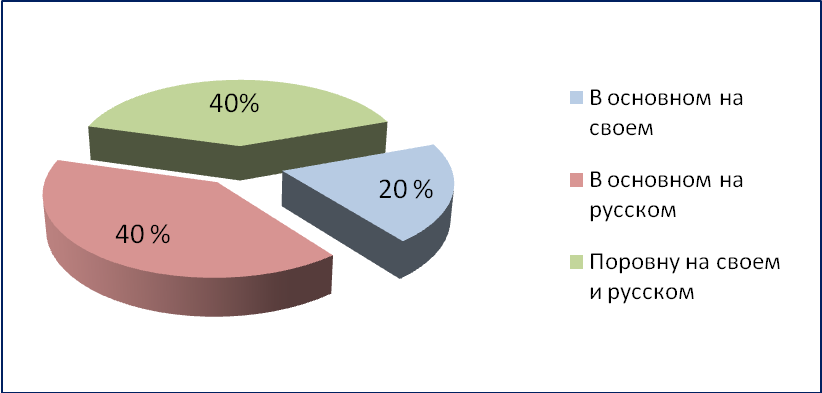 40%
20 %
40 %
В основном на
своем
В основном на
русском
Поровну на своем
и русском